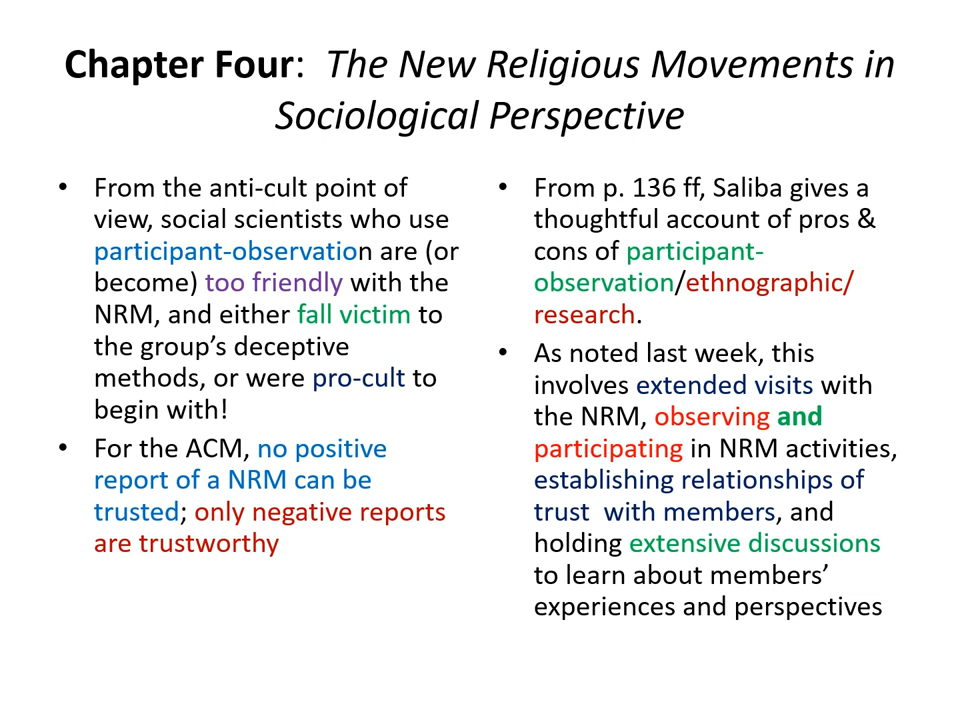 Chapter Four:  The New Religious Movements in
Sociological Perspective
• From the anti-cult point of
view, social scientists who use
participant-observation are (or
become) too friendly with the
NRM, and either fall victim to
the group’s deceptive
methods, or were pro-cult to
begin with!
• For the ACM, no positive
report of a NRM can be
trusted; only negative reports
are trustworthy
• From p. 136 ff, Saliba gives a
thoughtful account of pros &
cons of participant-
observation/ethnographic/
research.
• As noted last week, this
involves extended visits with
the NRM, observing and
participating in NRM activities,
establishing relationships of
trust  with members, and
holding extensive discussions
to learn about members’
experiences and perspectives